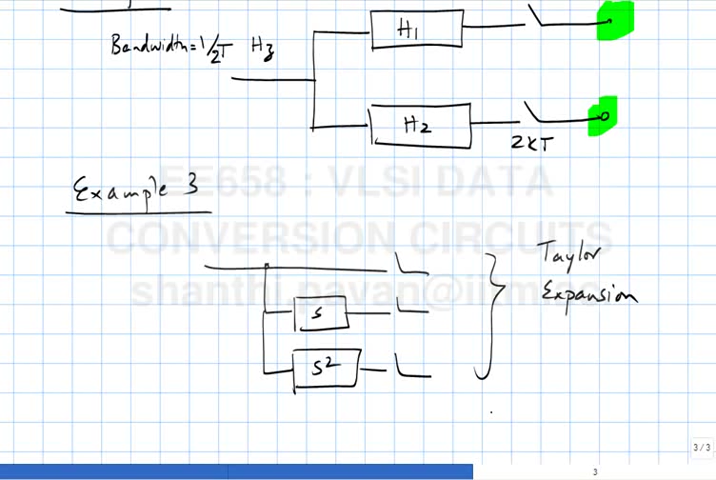 Bandwidth = 1/2T Hz
H1
H2
2KT
Example 3
EE658 : VLSI DATA
CONVERSION CIRCUITS
Taylor
Expansion
s
s²
3/3
3